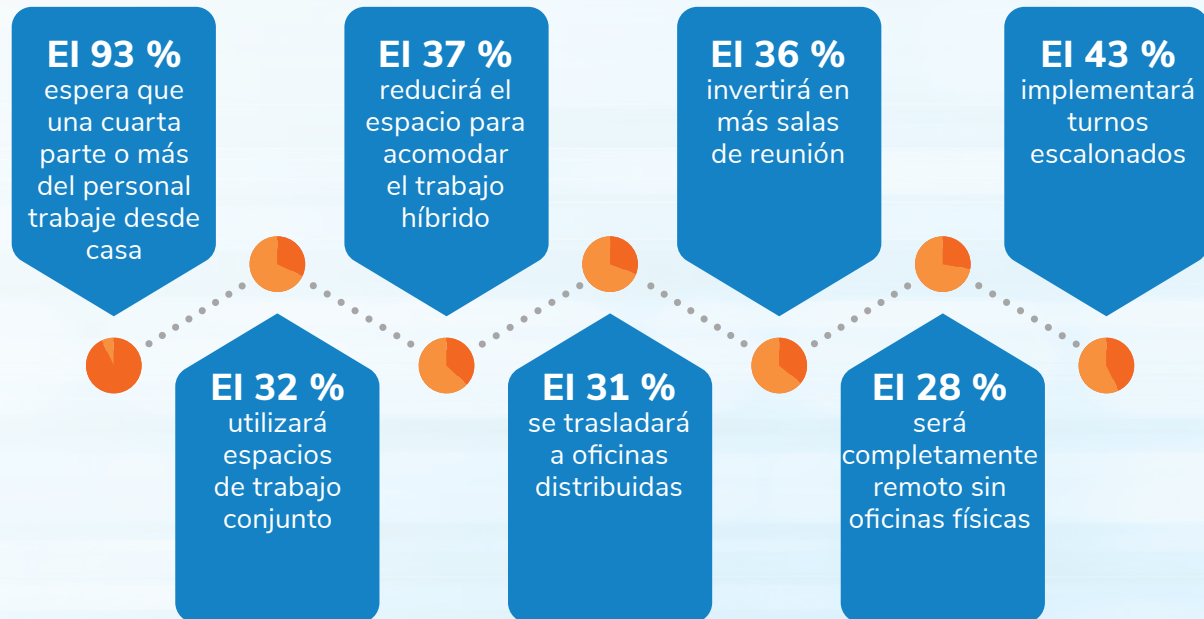 El 93 %
espera que
una cuarta
parte o más
del personal
trabaje desde
casa
El 32 %
utilizará
espacios
de trabajo
conjunto
El 37 %
reducirá el
espacio para
acomodar
el trabajo
híbrido
El 31 %
se trasladará
a oficinas
distribuidas
El 36 %
invertirá en
más salas
de reunión
El 28 %
será
completamente
remoto sin
oficinas físicas
El 43 %
implementará
turnos
escalonados